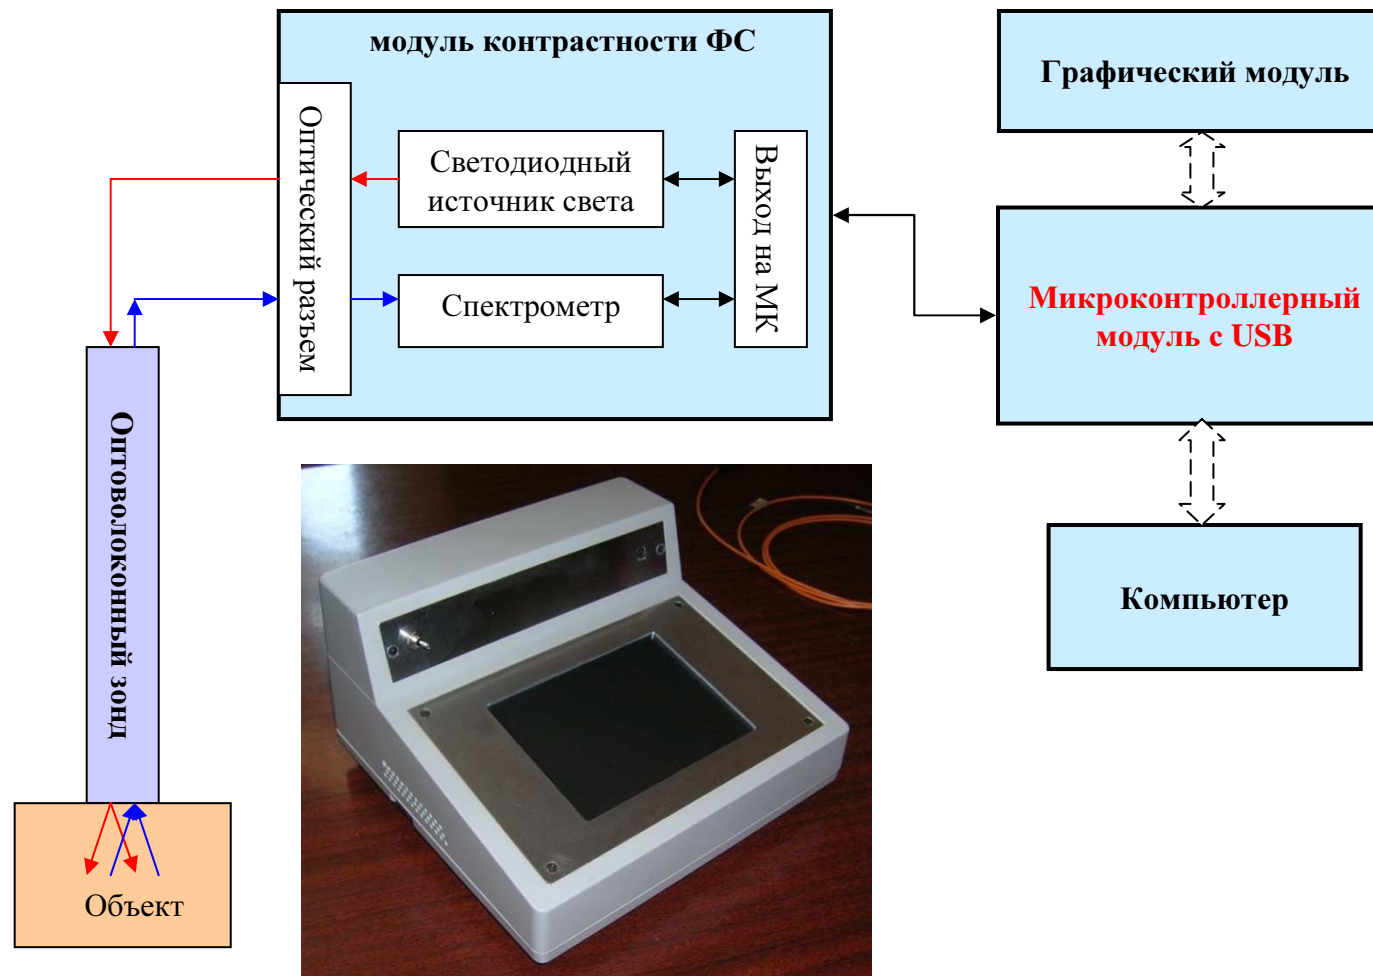 модуль контрастности ФС
Графический модуль
Оптический разъем
Светодиодный
источник света
Выход на МК
Спектрометр
Микроконтроллерный
модуль с USB
Оптоволоконный зонд
Компьютер
Объект